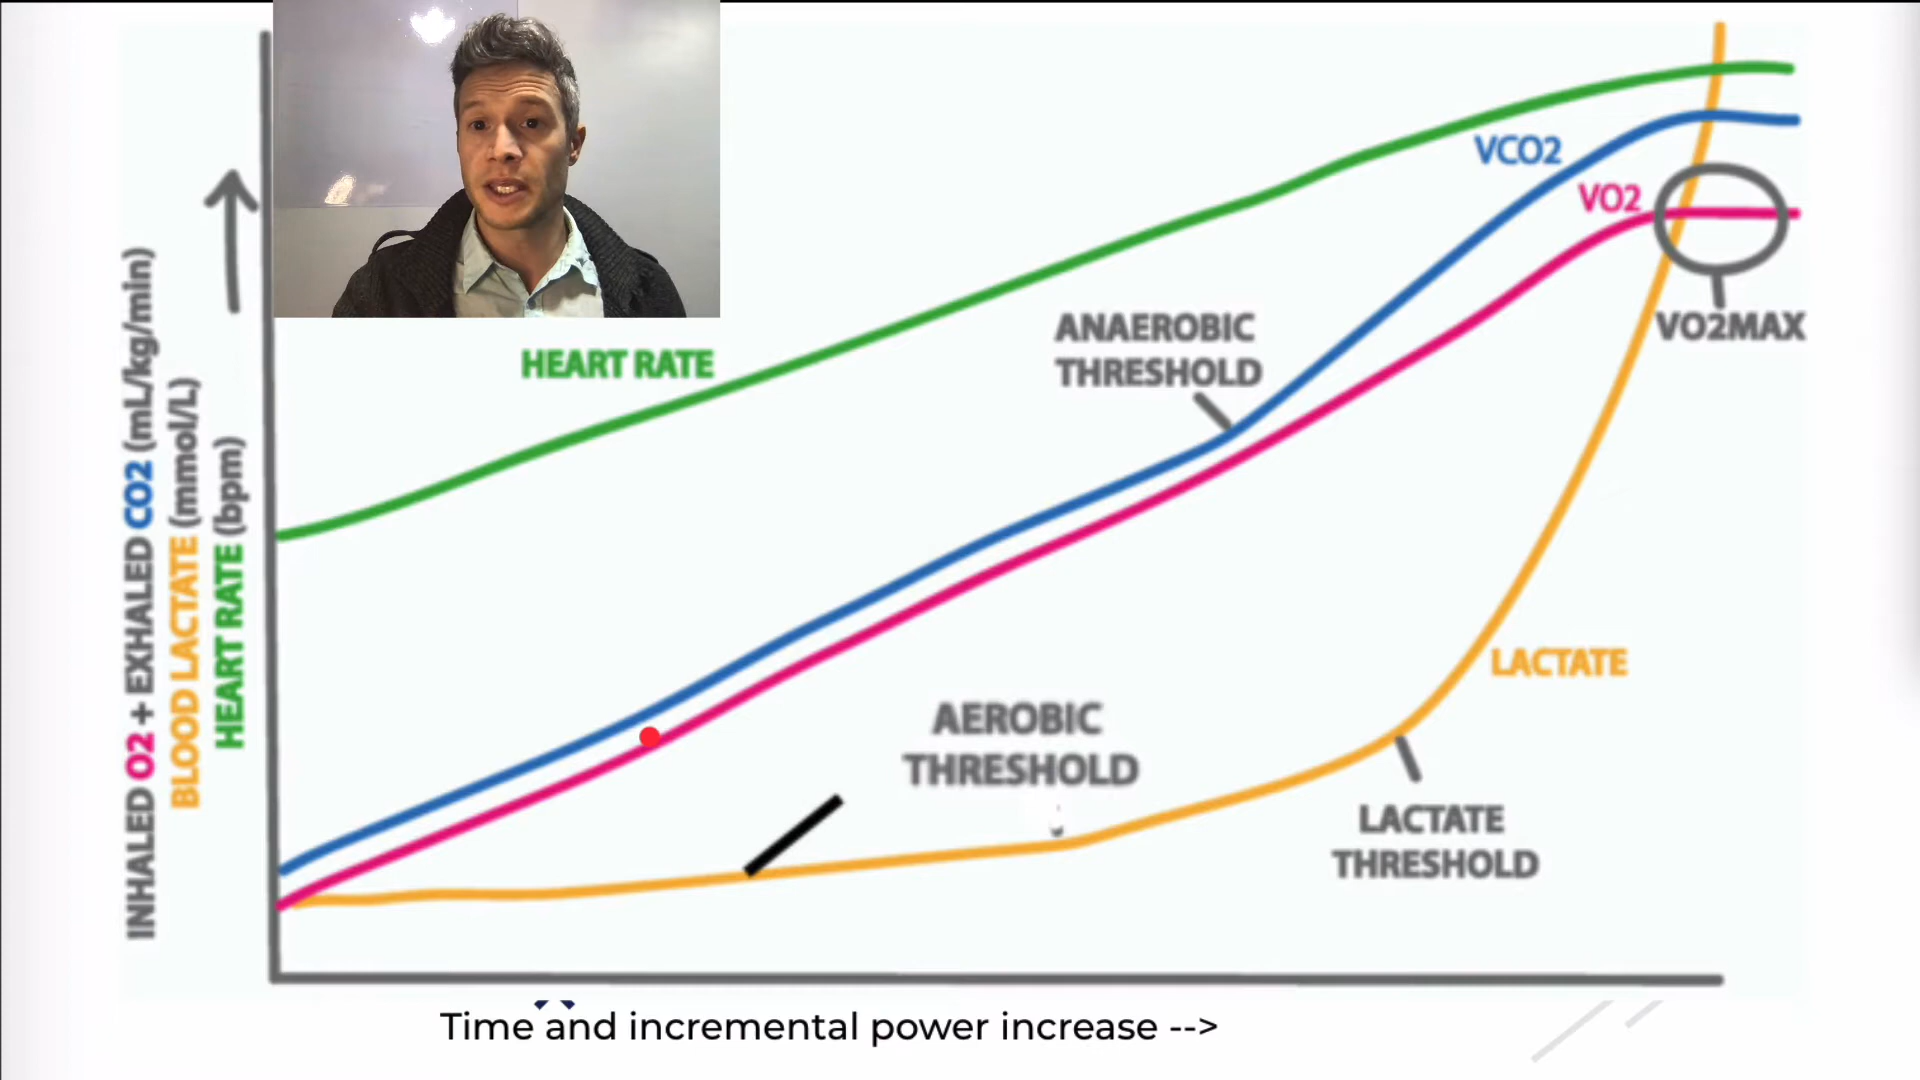 INHALED O2 + EXHALED CO2 (mL/kg/min)
BLOOD LACTATE (mmol/L)
HEART RATE (bpm)
HEART RATE
VCO2
VO2
ANAEROBIC
THRESHOLD
VO2MAX
LACTATE
AEROBIC
THRESHOLD
LACTATE
THRESHOLD
Time and incremental power increase -->